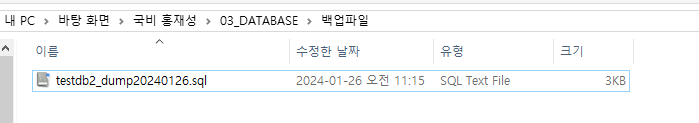 내 PC > 바탕 화면 > 국비 홍재성 > 03_DATABASE > 백업파일
이름 수정한 날짜 유형 크기
testdb2_dump20240126.sql 2024-01-26 오전 11:15 SQL Text File 3KB